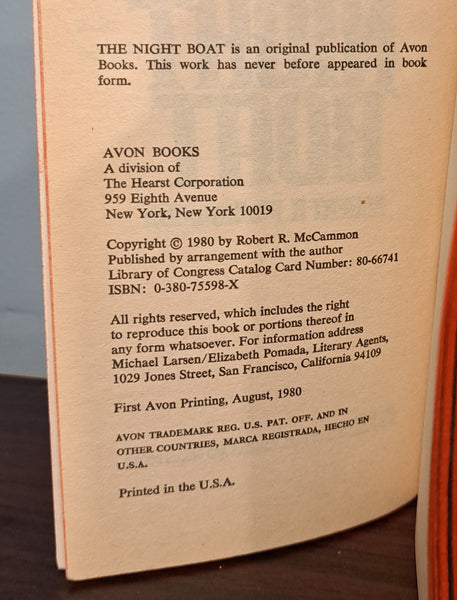 THE NIGHT BOAT is an original publication of Avon
Books. This work has never before appeared in book
form.
AVON BOOKS
A division of
The Hearst Corporation
959 Eighth Avenue
New York, New York 10019
Copyright © 1980 by Robert R. McCammon
Published by arrangement with the author
Library of Congress Catalog Card Number: 80-66741
ISBN: 0-380-75598-X
All rights reserved, which includes the right
to reproduce this book or portions thereof in
any form whatsoever. For information address
Michael Larsen/Elizabeth Pomada, Literary Agents,
1029 Jones Street, San Francisco, California 94109
First Avon Printing, August, 1980
AVON TRADEMARK REG. U.S. PAT. OFF. AND IN
OTHER COUNTRIES, MARCA REGISTRADA, HECHO EN
U.S.A.
Printed in the U.S.A.